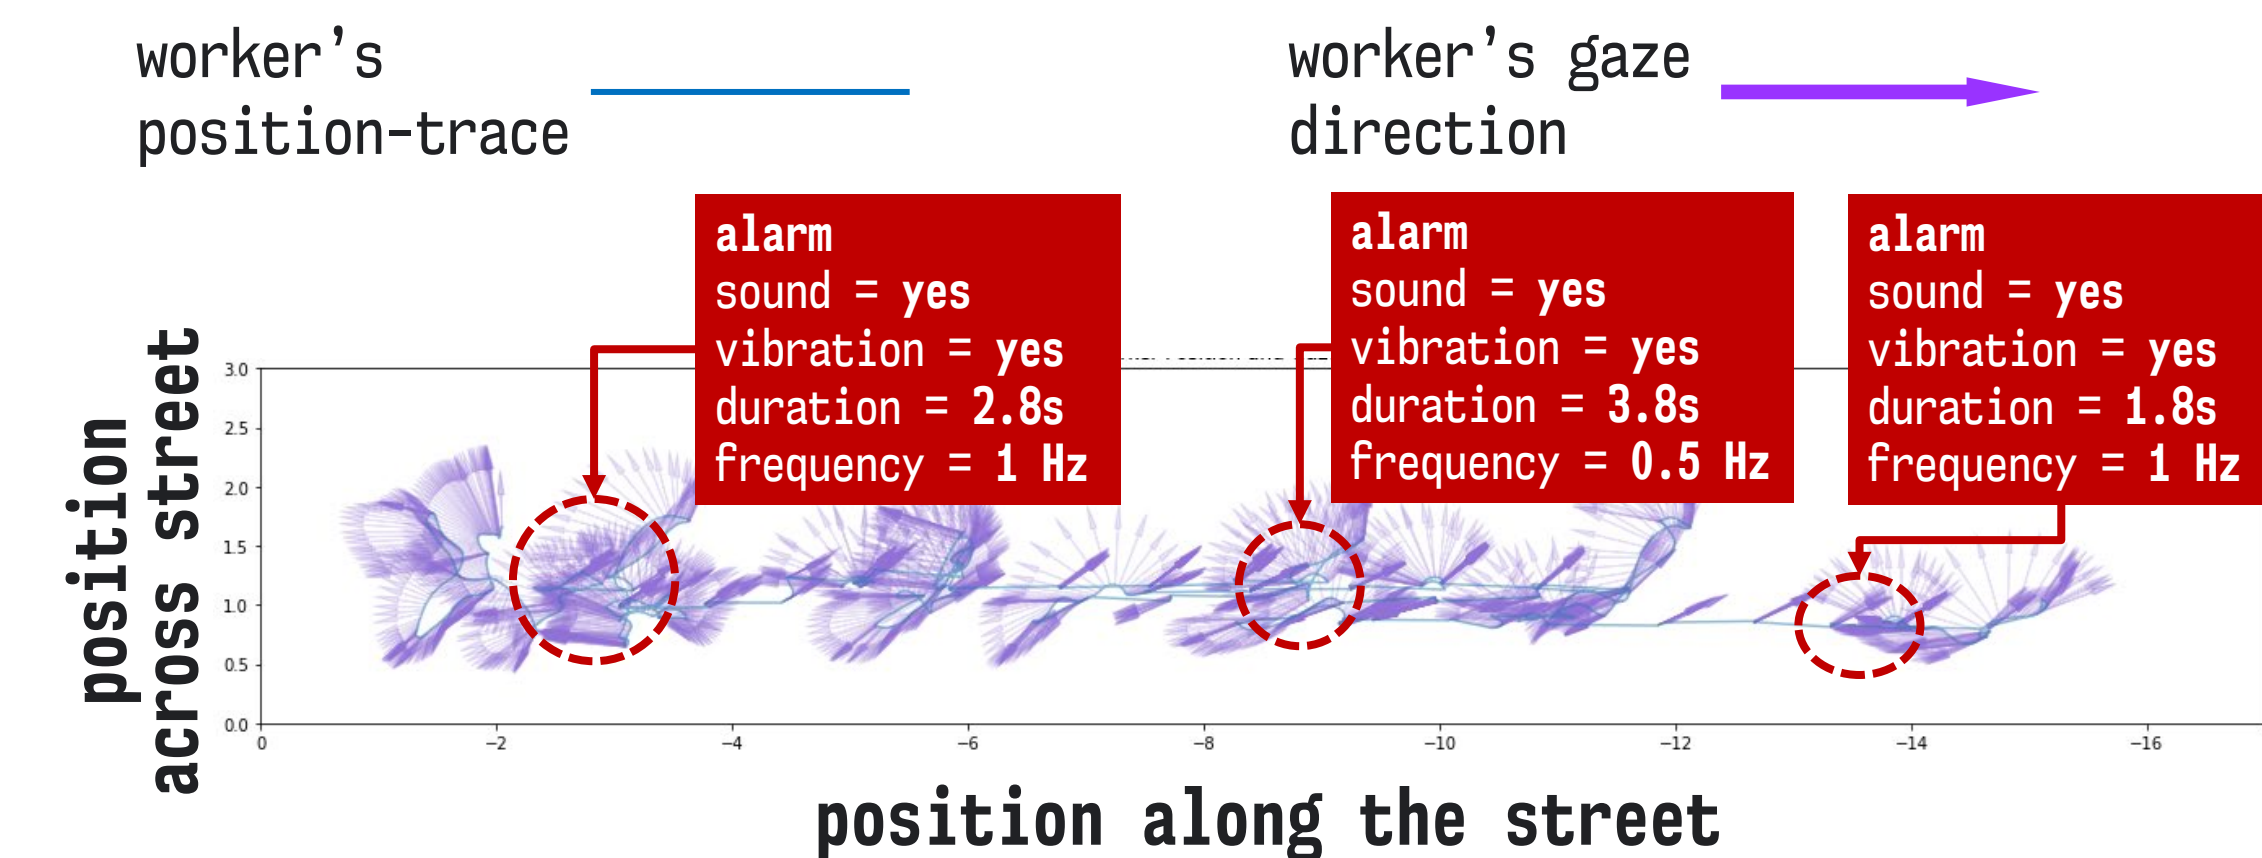 worker's
position-trace
worker's gaze
direction
alarm
sound = yes
vibration = yes
duration = 2.8s
frequency = 1 Hz
alarm
sound = yes
vibration = yes
duration = 3.8s
frequency = 0.5 Hz
alarm
sound = yes
vibration = yes
duration = 1.8s
frequency = 1 Hz
position
across street
3.0
2.5
2.0
1.5
1.0
0.5
0.0
0
−2
−4
−6
−8
−10
−12
−14
−16
position along the street